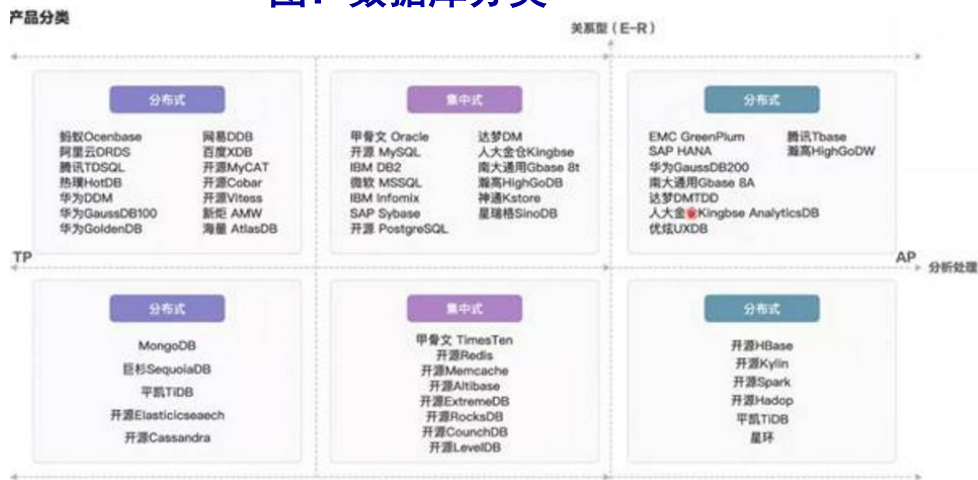 图1 数据库分类
产品分类
关系型（E-R）
分布式
蚂蚁Ocenbase
阿里云DRDS
腾讯TDSQL
热璞HotDB
华为DDM
华为GaussDB100
华为GoldenDB
网易DDB
百度XDB
开源MyCAT
开源Cobar
开源Vitess
新炬 AMW
海量 AtlasDB
集中式
甲骨文 Oracle
开源 MySQL
IBM DB2
微软 MSSQL
IBM Infomix
SAP Sybase
开源 PostgreSQL
达梦DM
人大金仓Kingbse
南大通用Gbase 8t
瀚高HighGoDB
神通Kstore
星瑞格SinoDB
分布式
EMC GreenPlum
SAP HANA
华为GaussDB200
南大通用Gbase 8A
达梦DMTDD
人大金Kingbse AnalyticsDB
优炫UXDB
腾讯Tbase
瀚高HighGoDW
TP
AP
分析处理
分布式
MongoDB
巨杉SequoiaDB
平凯TiDB
开源Elasticicseaech
开源Cassandra
集中式
甲骨文 TimesTen
开源Redis
开源Memcache
开源Altibase
开源ExtremeDB
开源RocksDB
开源CounchDB
开源LevelDB
分布式
开源HBase
开源Kylin
开源Spark
开源Hadop
平凯TiDB
星环